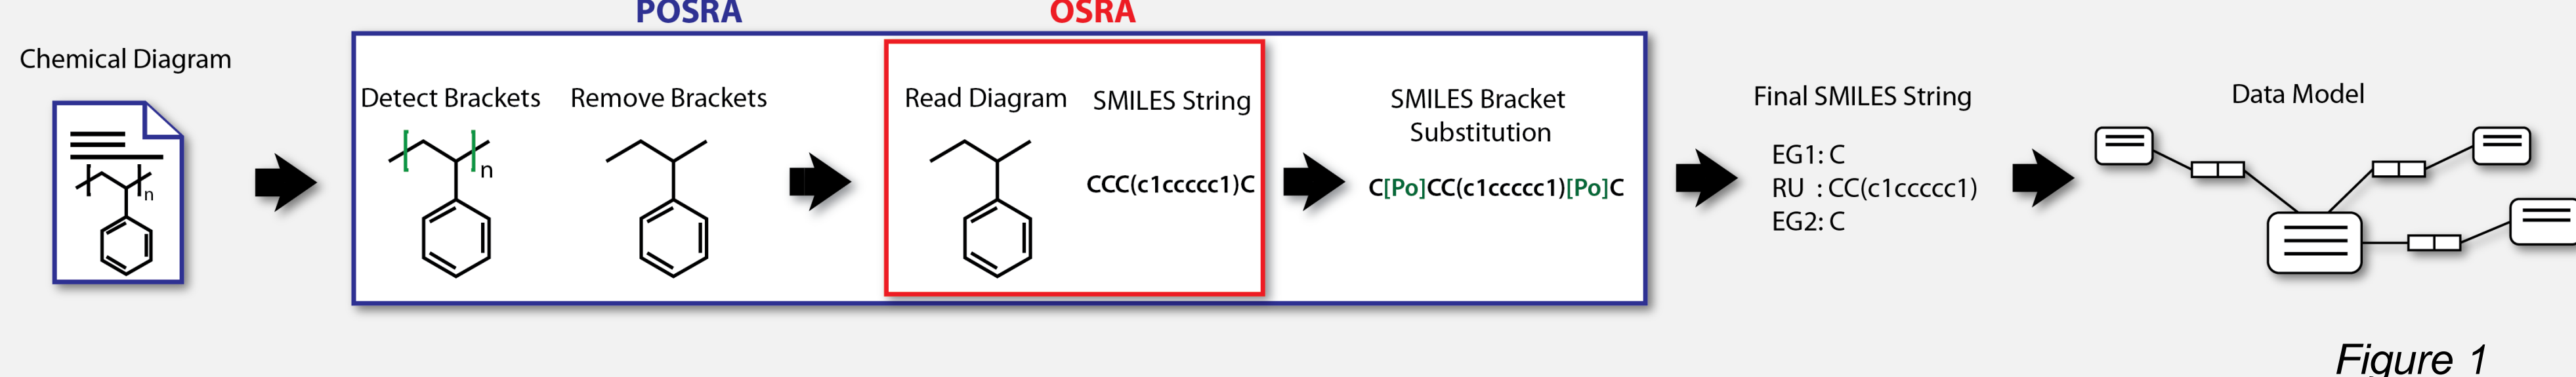 POSRA
OSRA
Chemical Diagram
n
Detect Brackets
n
Remove Brackets
Read Diagram
SMILES String
CCC(c1ccccc1)C
SMILES Bracket
Substitution
C[Po]CC(c1ccccc1)[Po]C
Final SMILES String
EG1: C
RU : CC(c1ccccc1)
EG2: C
Data Model
Figure 1